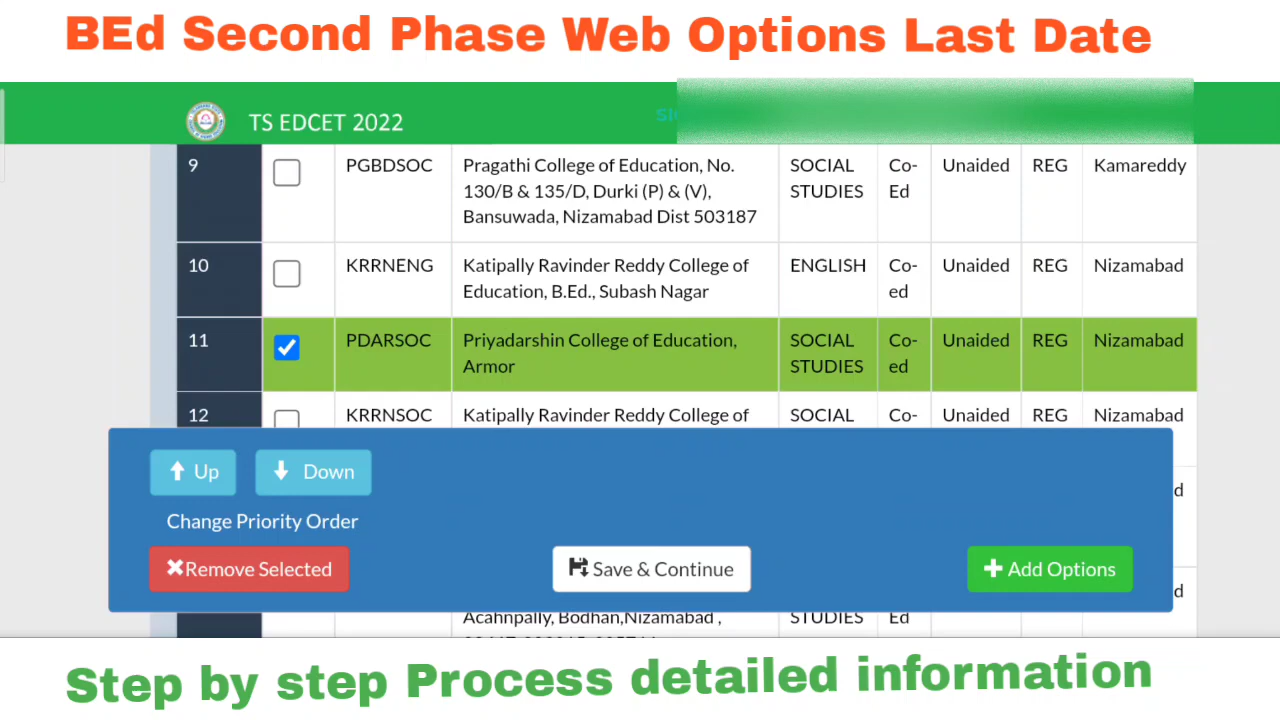 BEd Second Phase Web Options Last Date
TS EDCET 2022
9 PGBDSOC Pragathi College of Education, No. SOCIAL Co- Unaided REG Kamareddy
130/B & 135/D, Durki (P) & (V), STUDIES Ed
Bansuwada, Nizamabad Dist 503187
10 KRRNENG Katipally Ravinder Reddy College of ENGLISH Co- Unaided REG Nizamabad
Education, B.Ed., Subash Nagar ed
11 PDARSOC Priyadarshin College of Education, SOCIAL Co- Unaided REG Nizamabad
Armor STUDIES ed
12 KRRNSOC Katipally Ravinder Reddy College of SOCIAL Co- Unaided REG Nizamabad
Up Down
Change Priority Order
Remove Selected Save & Continue Add Options
Acahnpally, Bodhan,Nizamabad , STUDIES Ed
Step by step Process detailed information